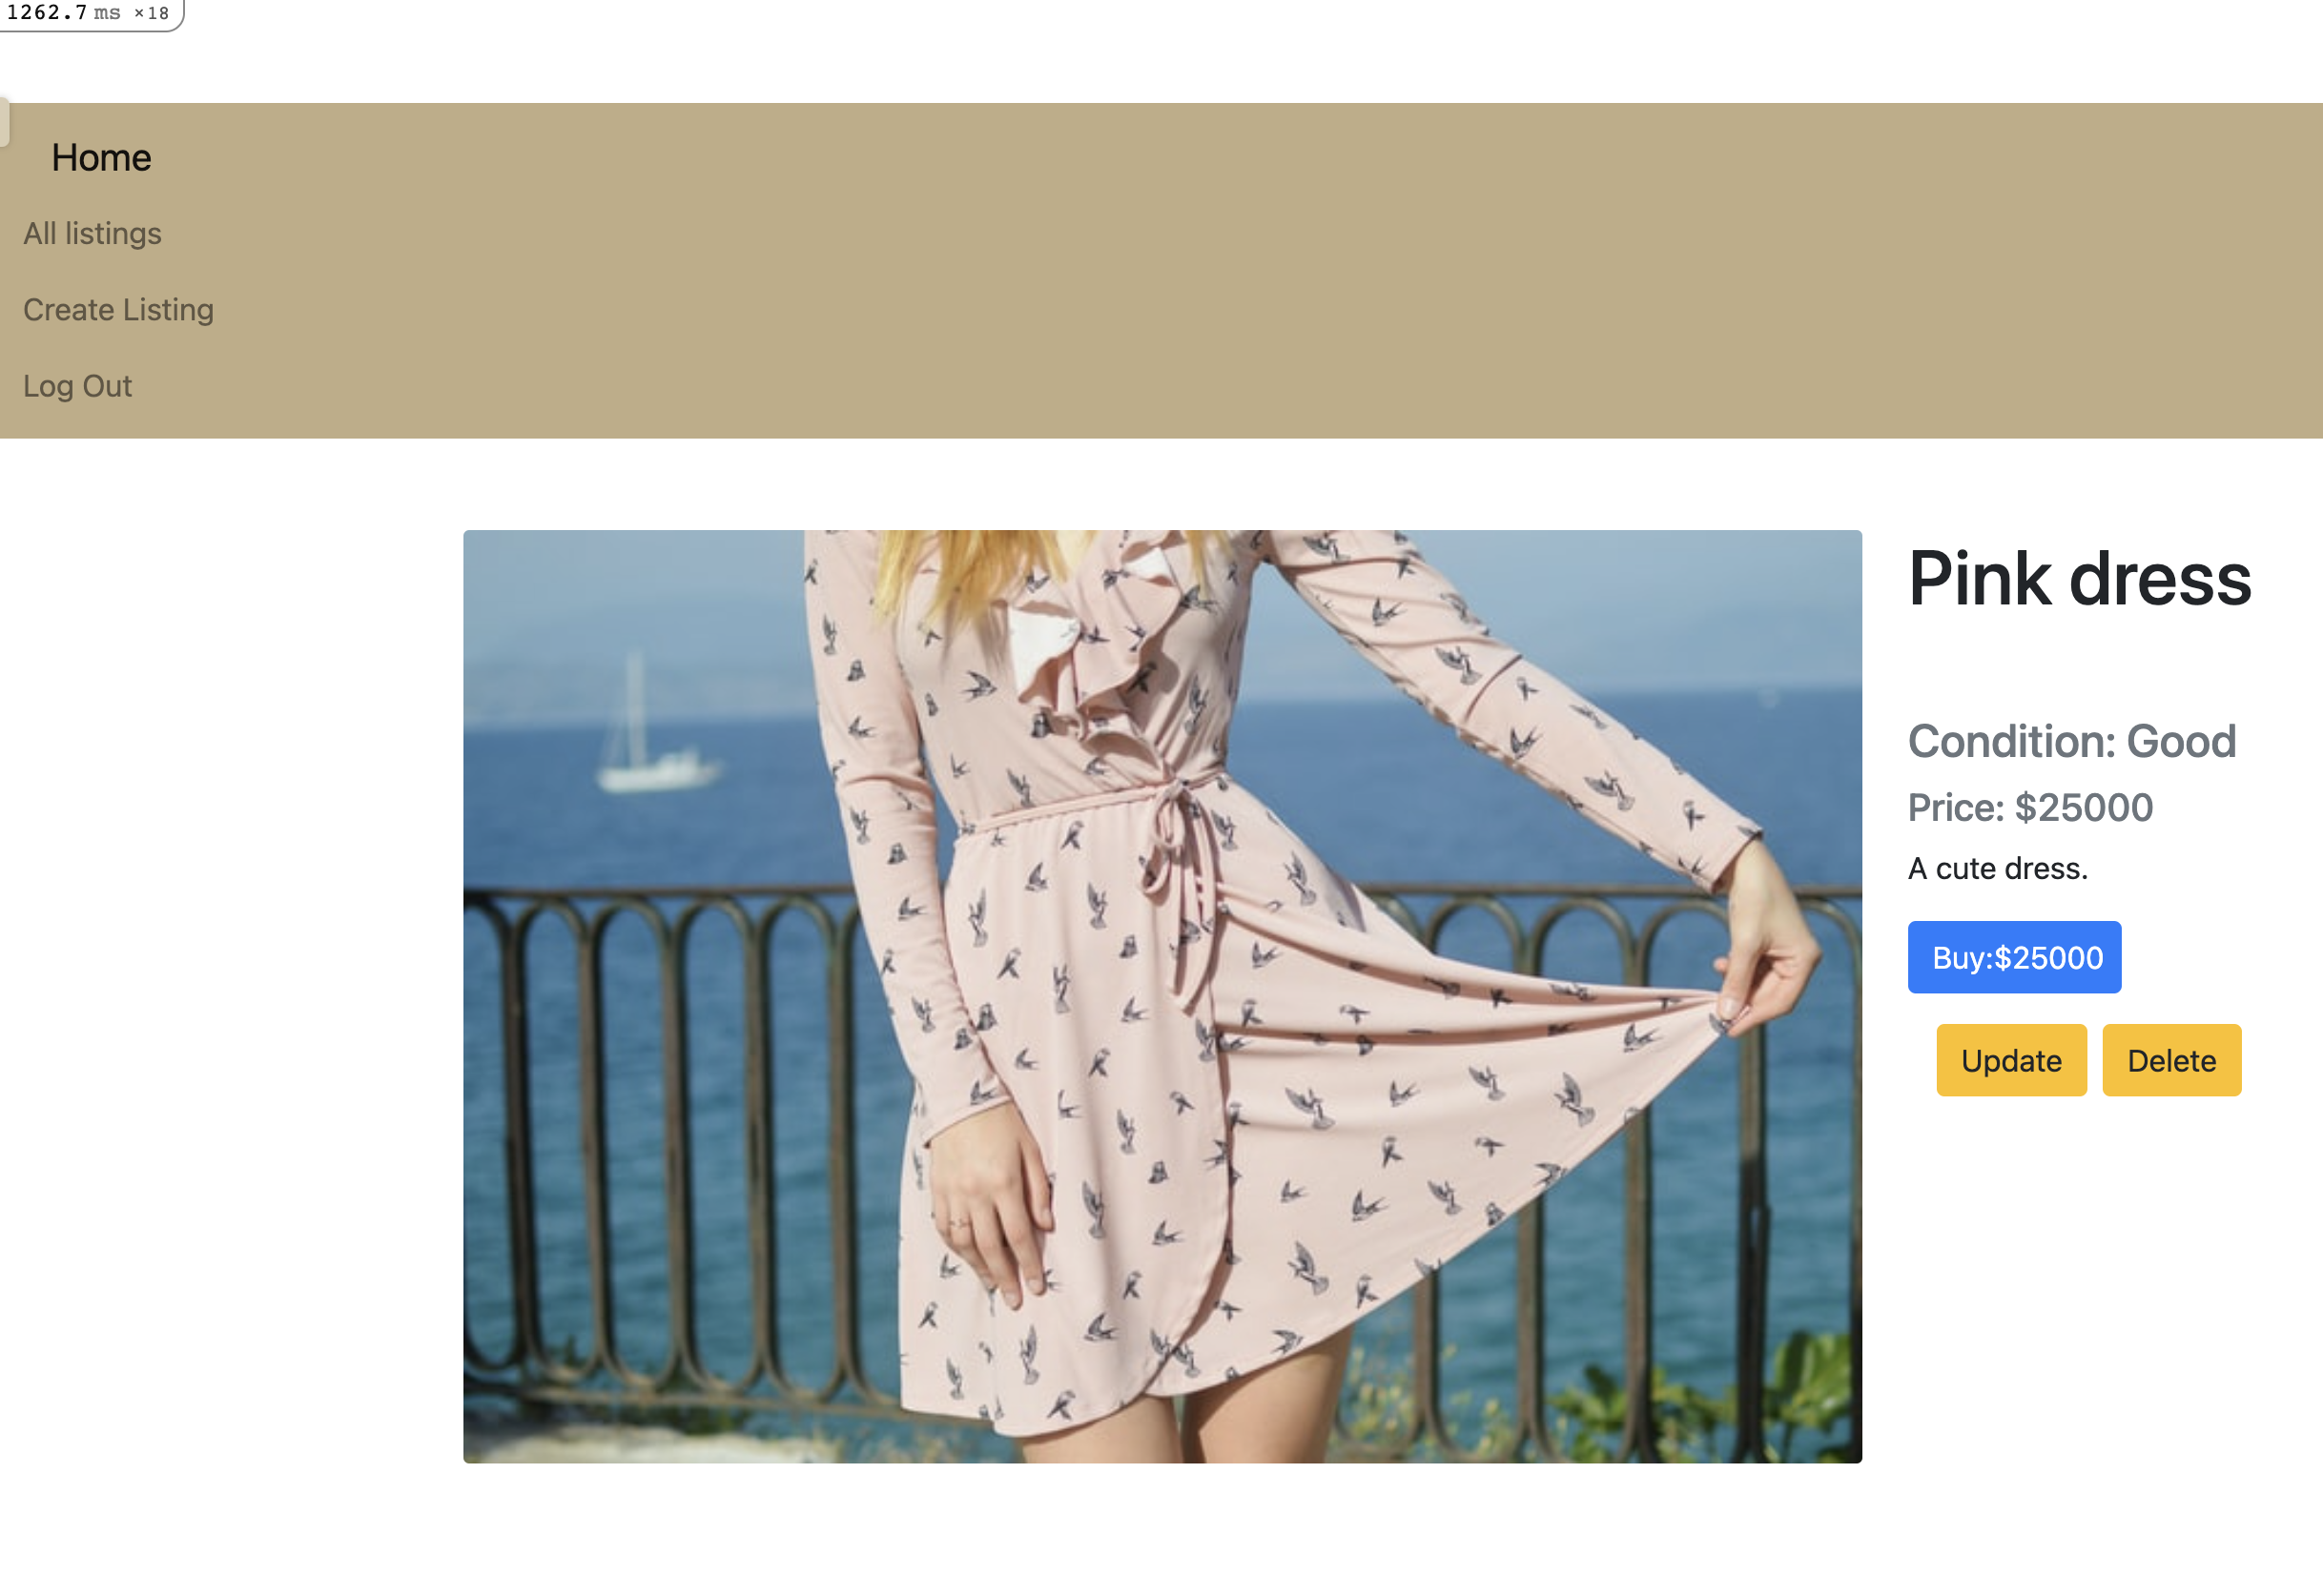 1262.7 ms ×18
Home
All listings
Create Listing
Log Out
Pink dress
Condition: Good
Price: $25000
A cute dress.
Buy:$25000
Update Delete